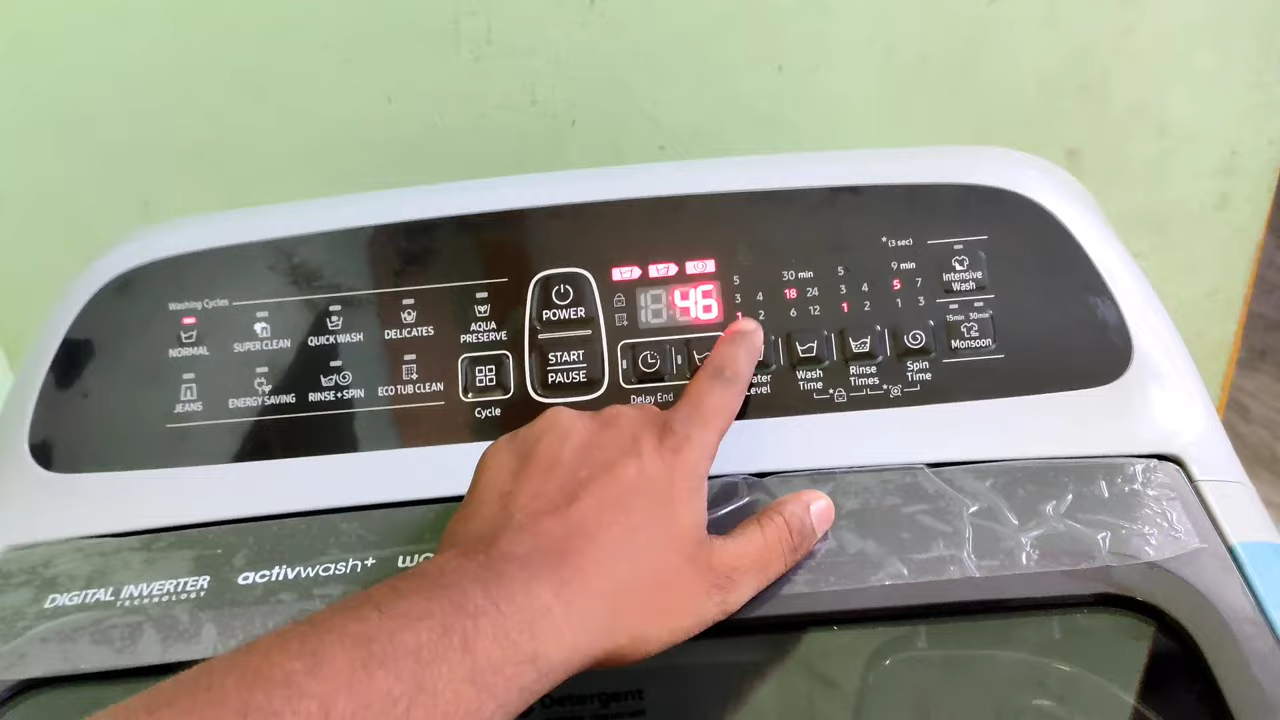 Washing Cycles
NORMAL
SUPER CLEAN
QUICK WASH
DELICATES
AQUA PRESERVE
JEANS
ENERGY SAVING
RINSE+SPIN
ECO TUB CLEAN
Cycle
POWER
START
PAUSE
46
5
3 4
1 2
30 min
18 24
6 12
5
3 4
1 2
*(3 sec)
9 min
5 7
1 3
Delay End
Level
Wash Time
Rinse Times
Spin Time
Intensive Wash
15min 30min
Monsoon
DIGITAL INVERTER
TECHNOLOGY
activwash+
Detergent